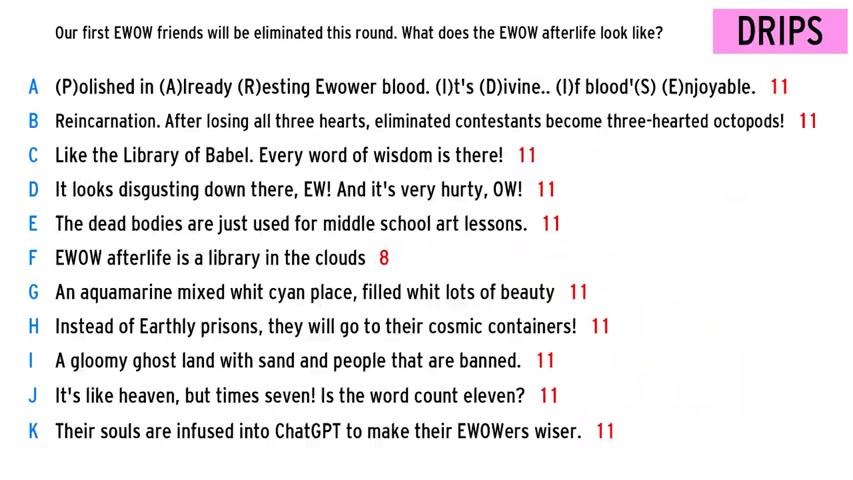 Our first EWOW friends will be eliminated this round. What does the EWOW afterlife look like?
DRIPS
A (P)olished in (A)lready (R)esting Ewower blood. (I)t's (D)ivine.. (I)f blood'(S) (E)njoyable. 11
B Reincarnation. After losing all three hearts, eliminated contestants become three-hearted octopods! 11
C Like the Library of Babel. Every word of wisdom is there! 11
D It looks disgusting down there, EW! And it's very hurty, OW! 11
E The dead bodies are just used for middle school art lessons. 11
F EWOW afterlife is a library in the clouds 8
G An aquamarine mixed whit cyan place, filled whit lots of beauty 11
H Instead of Earthly prisons, they will go to their cosmic containers! 11
I A gloomy ghost land with sand and people that are banned. 11
J It's like heaven, but times seven! Is the word count eleven? 11
K Their souls are infused into ChatGPT to make their EWOWers wiser. 11